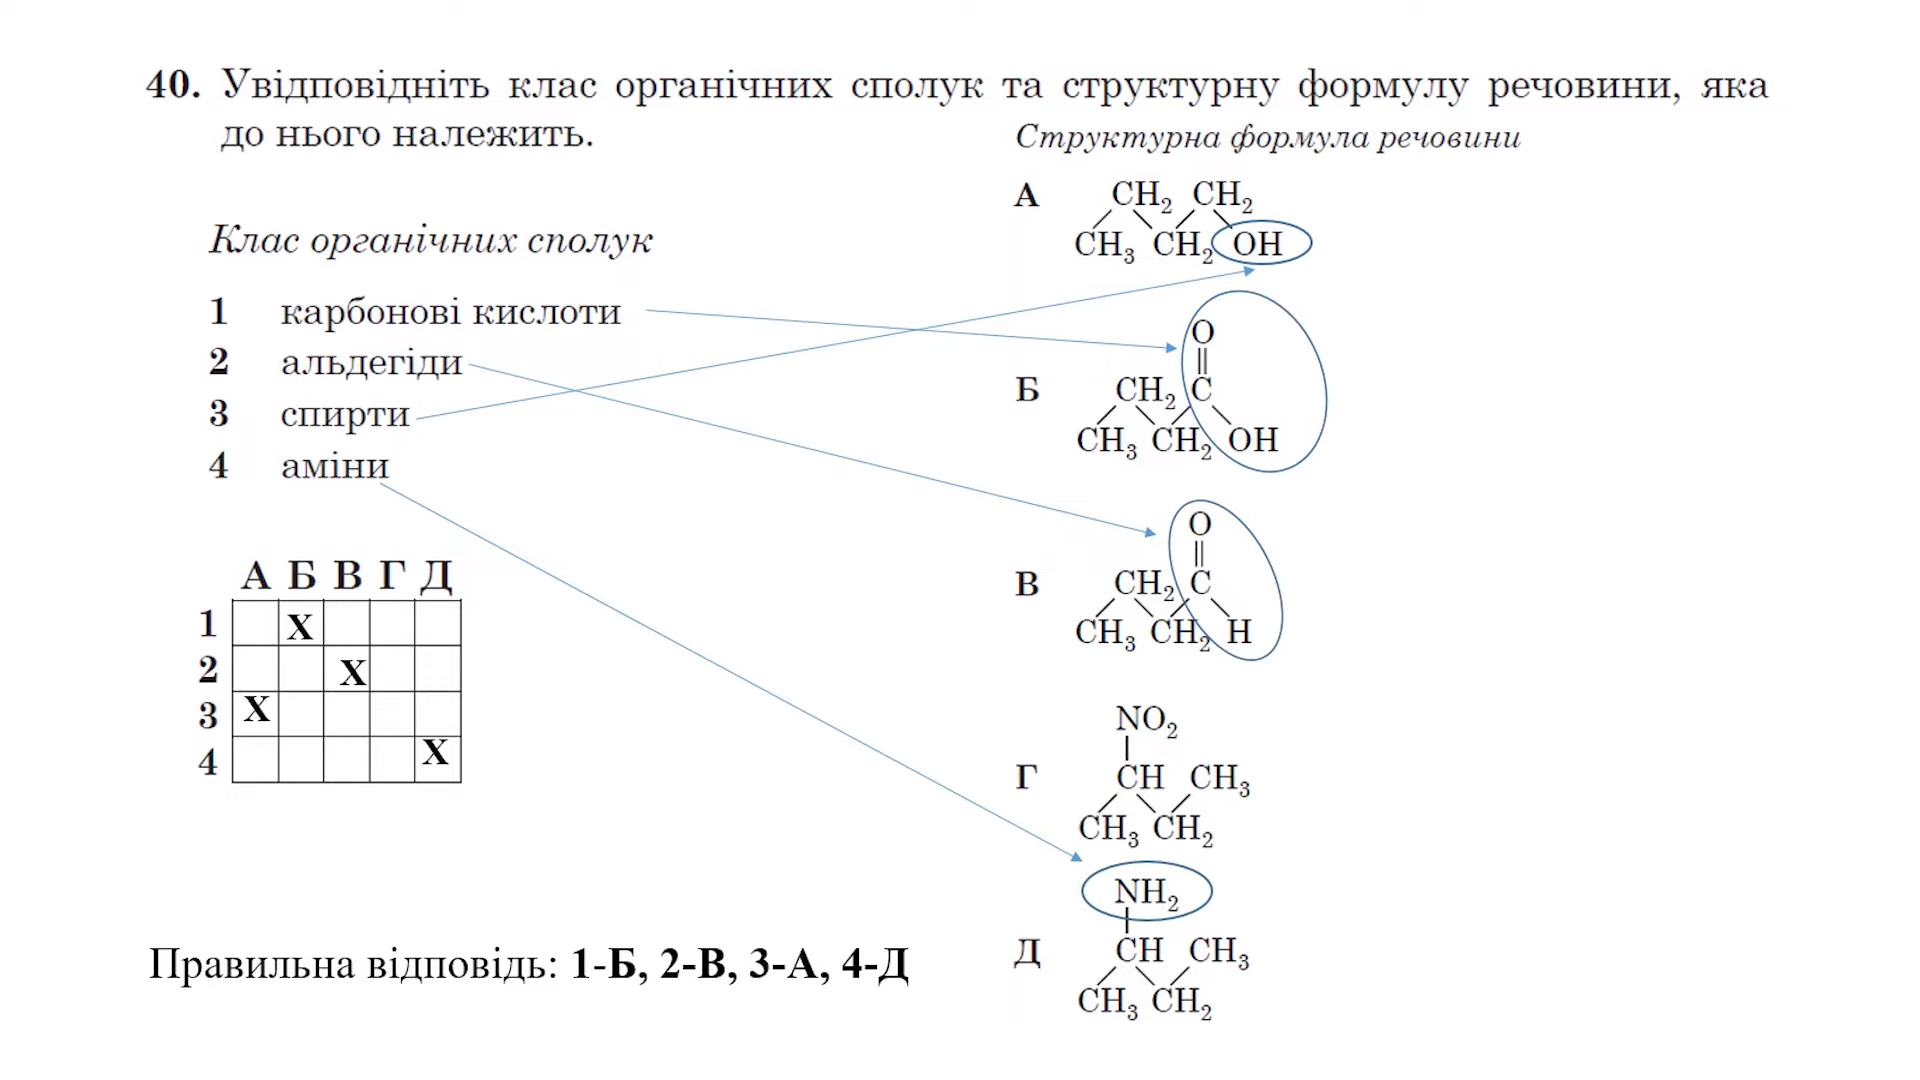 40. Увідповідніть клас органічних сполук та структурну формулу речовини, яка
до нього належить.
Клас органічних сполук
1 карбонові кислоти
2 альдегіди
3 спирти
4 аміни
А Б В Г Д
1 X
2 X
3 X
4 X
Правильна відповідь: 1-Б, 2-В, 3-А, 4-Д
Структурна формула речовини
А CH₂ CH₂
CH₃ CH₂ OH
O
Б CH₂ C
CH₃ CH₂ OH
O
В CH₂ C
CH₃ CH₂ H
NO₂
Г CH CH₃
CH₃ CH₂
NH₂
Д CH CH₃
CH₃ CH₂